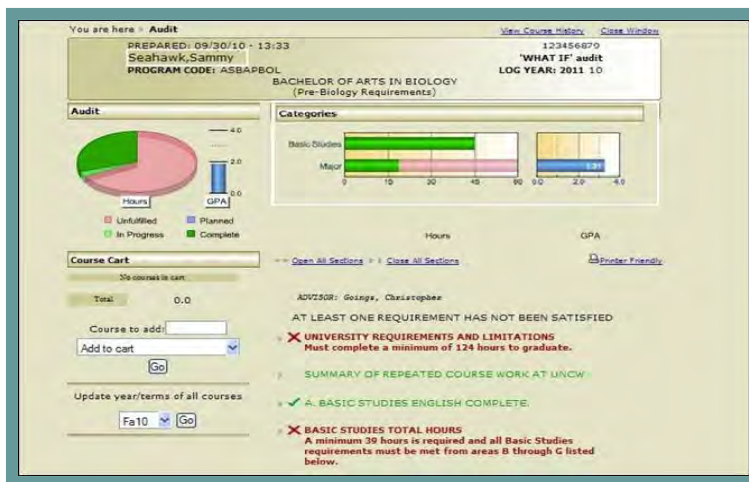 You are here » Audit
View Course History Close Window
PREPARED: 09/30/10 - 13:33
123456879
Seahawk,Sammy
'WHAT IF' audit
PROGRAM CODE: ASBAPBOL
LOG YEAR: 2011 10
BACHELOR OF ARTS IN BIOLOGY
(Pre-Biology Requirements)
Audit
Categories
4.0
2.0
0.0
Hours
GPA
Basic Studies
Major
0 15 30 45 60 0.0 2.0 4.0
Unfulfilled
Planned
In Progress
Complete
Hours
GPA
Course Cart
Open All Sections
Close All Sections
Printer Friendly
No courses in cart
Total 0.0
Course to add:
Add to cart
Go
Update year/terms of all courses
Fa10 Go
ADVISOR: Goings, Christopher
AT LEAST ONE REQUIREMENT HAS NOT BEEN SATISFIED
UNIVERSITY REQUIREMENTS AND LIMITATIONS
Must complete a minimum of 124 hours to graduate.
SUMMARY OF REPEATED COURSE WORK AT UNCW
A. BASIC STUDIES ENGLISH COMPLETE.
BASIC STUDIES TOTAL HOURS
A minimum 39 hours is required and all Basic Studies
requirements must be met from areas B through G listed
below.